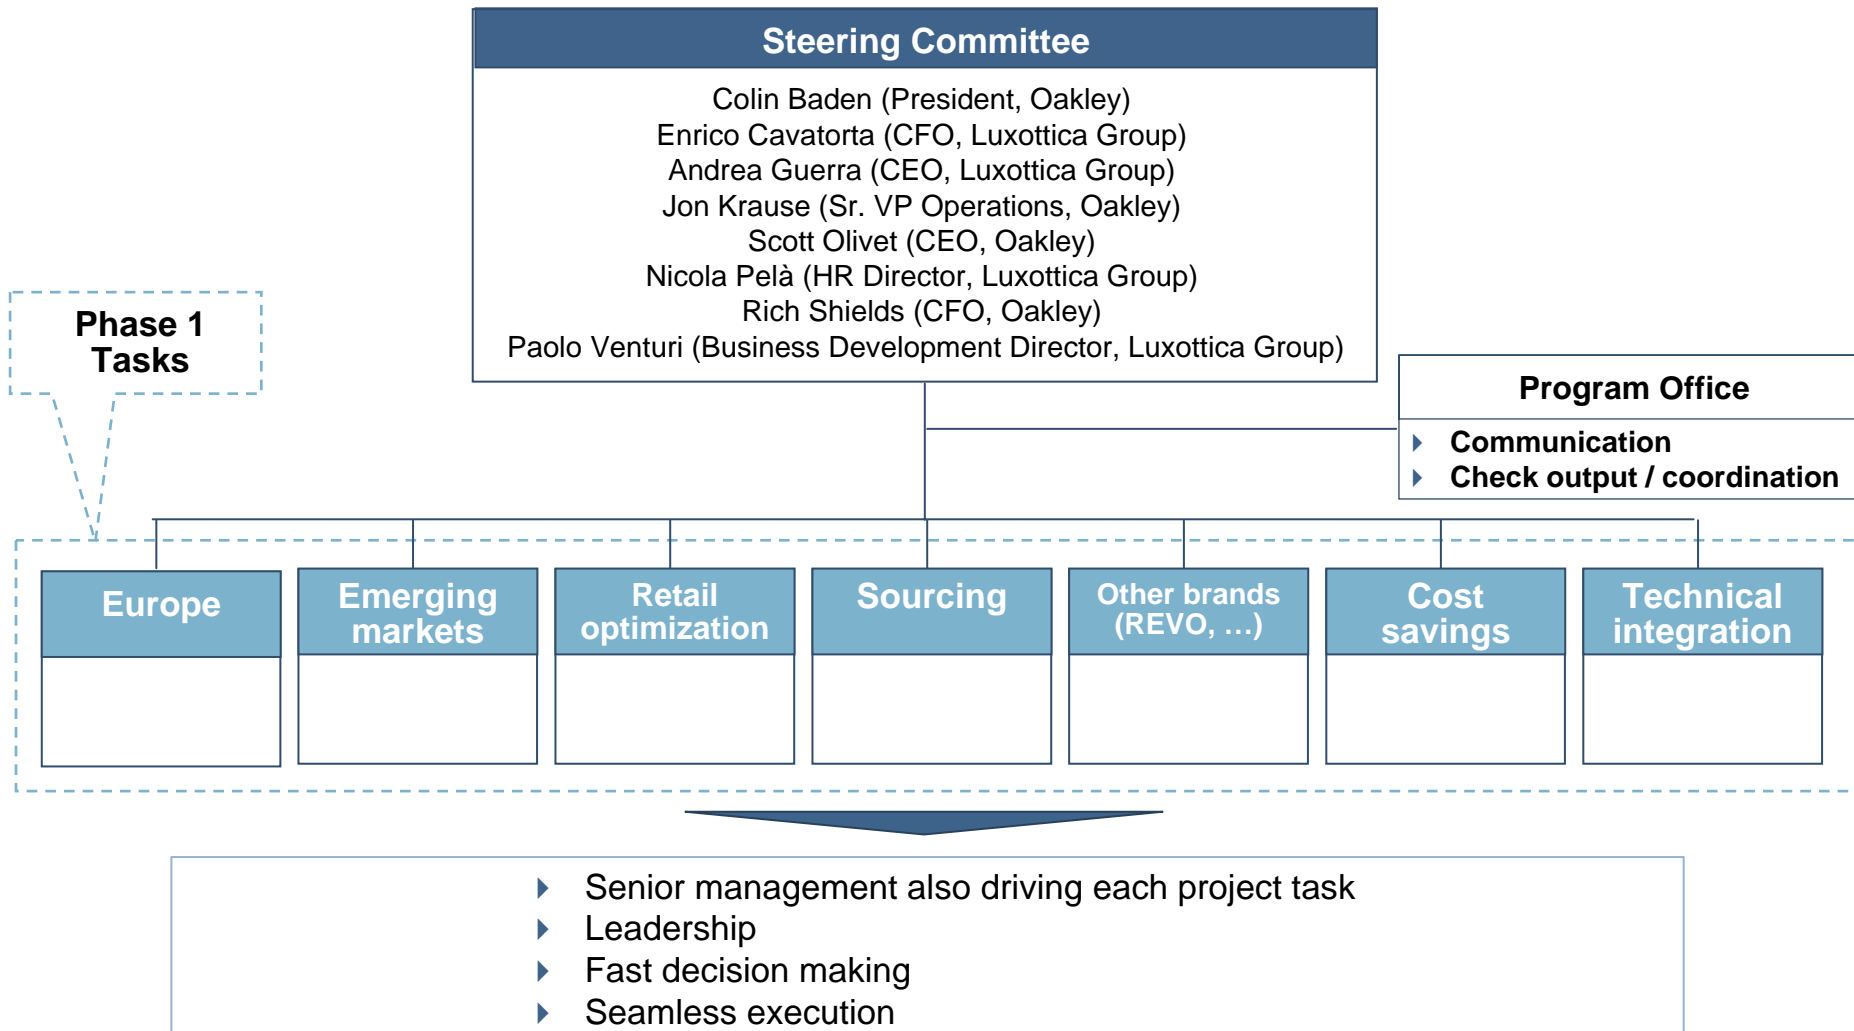 Steering Committee
Colin Baden (President, Oakley)
Enrico Cavatorta (CFO, Luxottica Group)
Andrea Guerra (CEO, Luxottica Group)
Jon Krause (Sr. VP Operations, Oakley)
Scott Olivet (CEO, Oakley)
Nicola Pelà (HR Director, Luxottica Group)
Rich Shields (CFO, Oakley)
Paolo Venturi (Business Development Director, Luxottica Group)
Phase 1
Tasks
Program Office
Communication
Check output / coordination
Europe
Emerging
markets
Retail
optimization
Sourcing
Other brands
(REVO, …)
Cost
savings
Technical
integration
Senior management also driving each project task
Leadership
Fast decision making
Seamless execution